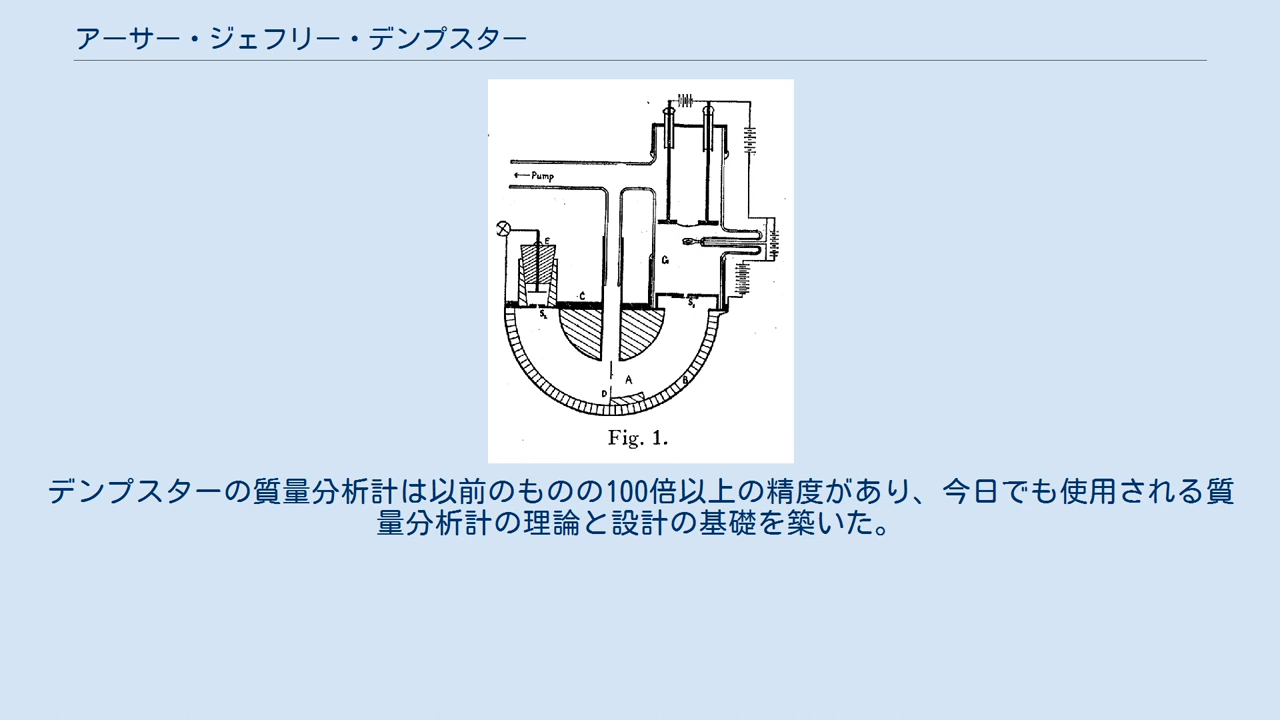 アーサー・ジェフリー・デンプスター
←Pump
E
G
C
S₂
S₁
A
B
D
Fig. 1.
デンプスターの質量分析計は以前のものの100倍以上の精度があり、今日でも使用される質
量分析計の理論と設計の基礎を築いた。